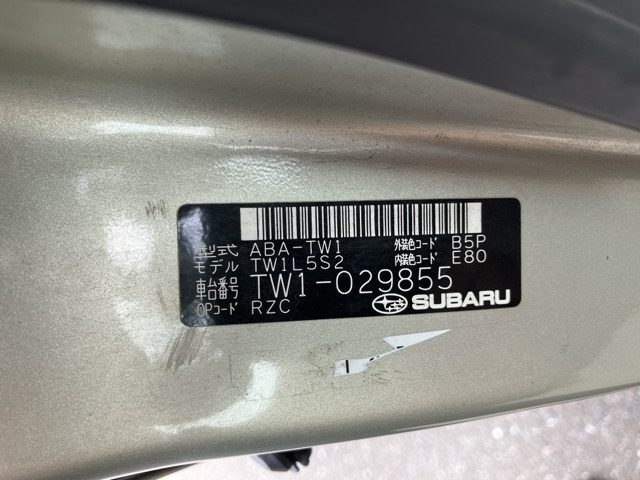 型式 ABA-TW1 外装色コード B5P
モデル TW1L5S2 内装色コード E80
車台番号 TW1-029855
OPコード RZC SUBARU